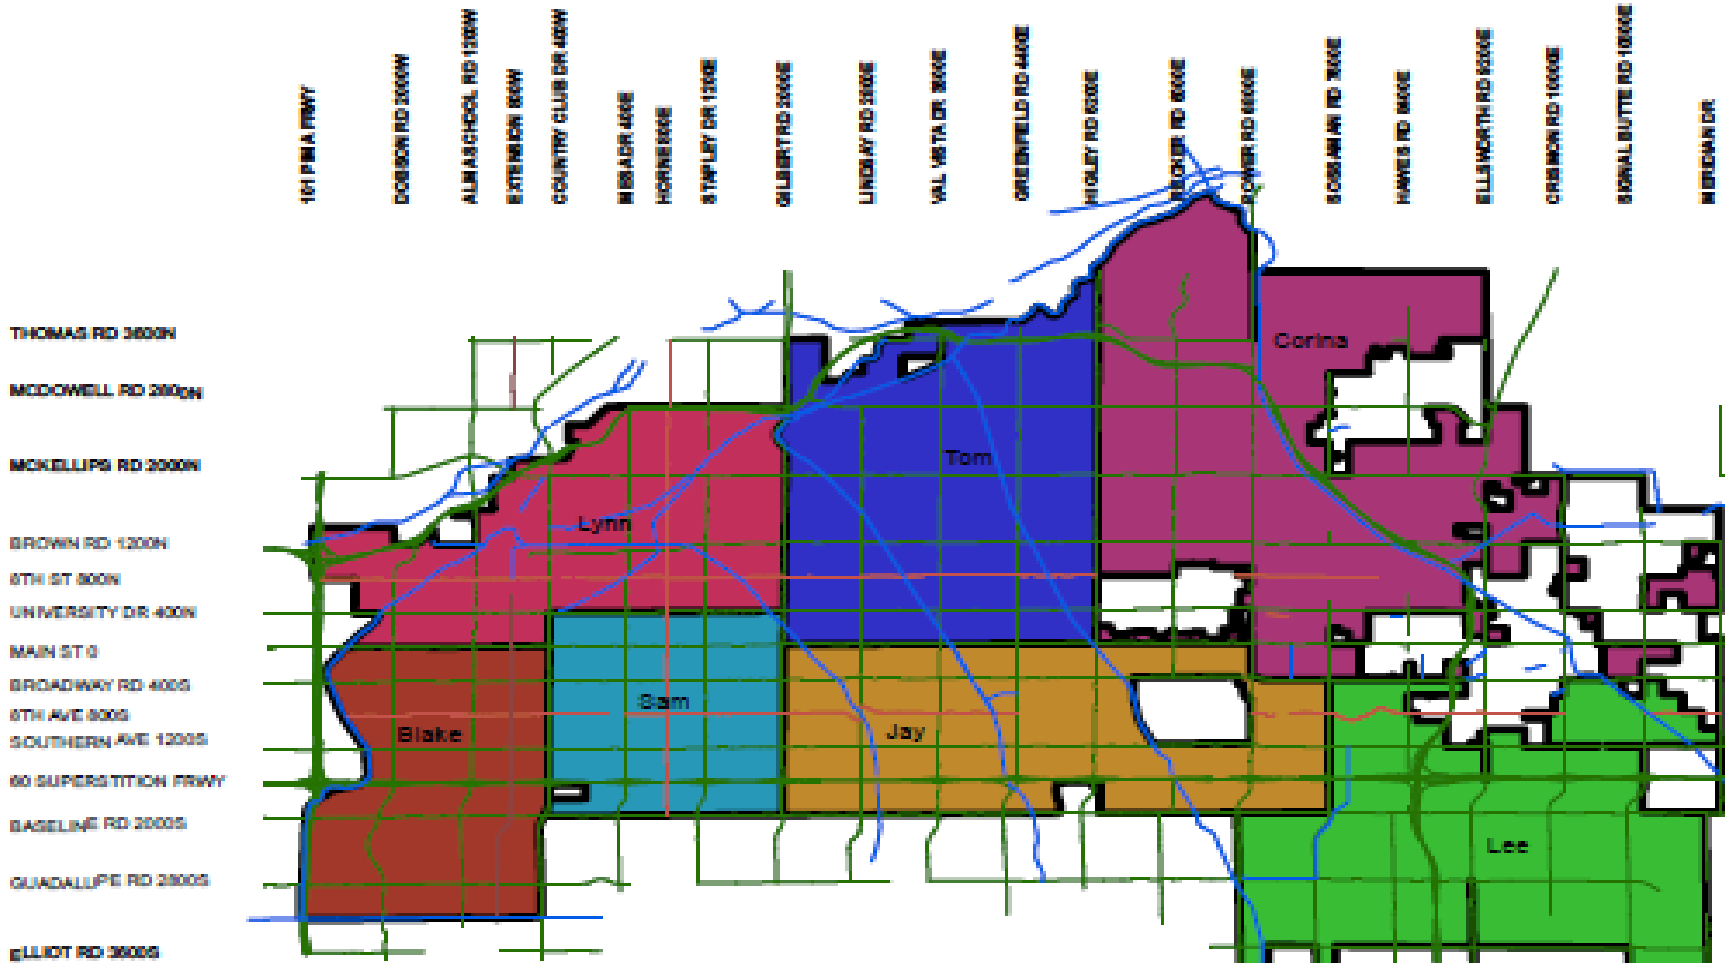 101 PIMA FRWY
DOBSON RD 2000W
ALMA SCHOOL RD 1200W
EXTENSION 800W
COUNTRY CLUB DR 400W
MESA DR 400E
HORNE 800E
STAPLEY DR 1200E
GILBERT RD 2000E
LINDSAY RD 2800E
VAL VISTA DR 3600E
GREENFIELD RD 4400E
HIGLEY RD 5200E
RD 6000E
POWER RD 6800E
SOSSAMAN RD 7600E
HAWES RD 8400E
ELLSWORTH RD 9200E
CRISMON RD 10000E
SIGNAL BUTTE RD 10800E
MERIDIAN DR
THOMAS RD 3600N
MCDOWELL RD 2800N
MCKELLIPS RD 2000N
BROWN RD 1200N
8TH ST 800N
UNIVERSITY DR 400N
MAIN ST 0
BROADWAY RD 400S
8TH AVE 800S
SOUTHERN AVE 1200S
60 SUPERSTITION FRWY
BASELINE RD 2000S
GUADALUPE RD 2800S
ELLIOT RD 3600S
Corina
Tom
Lynn
Sam
Blake
Jay
Lee